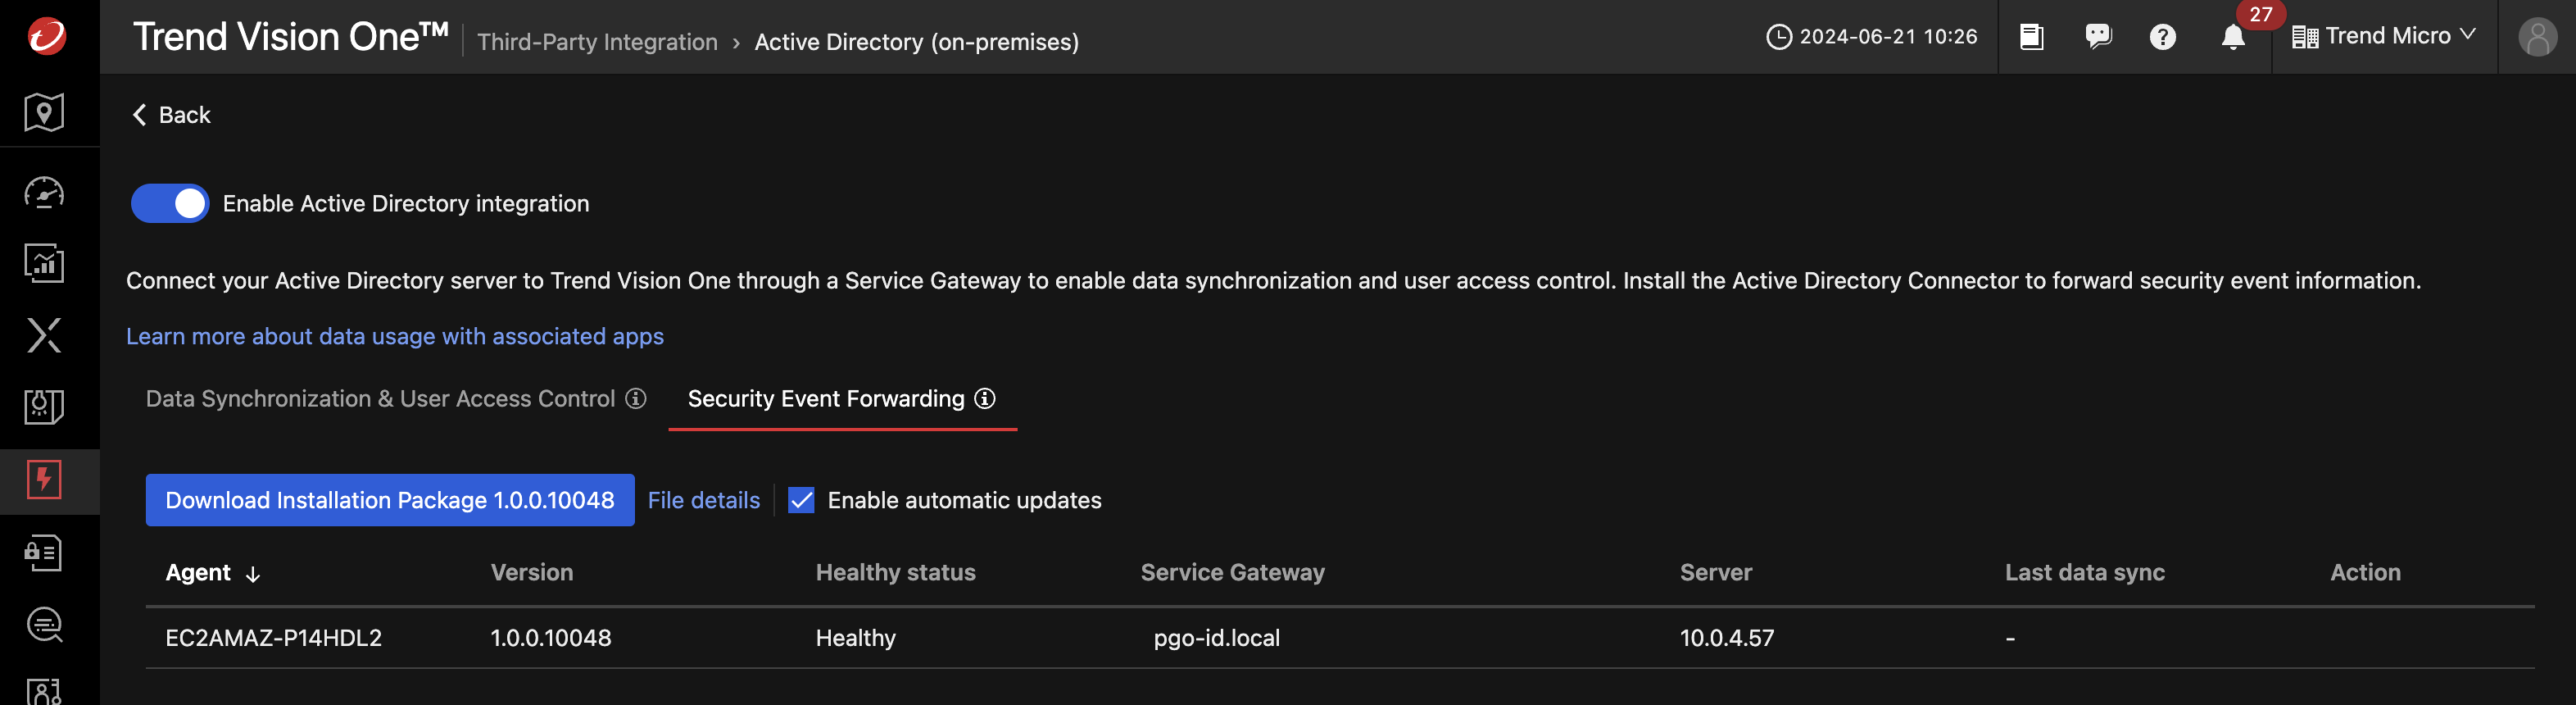 Trend Vision One™ Third-Party Integration › Active Directory (on-premises) 2024-06-21 10:26 27 Trend Micro
Back
Enable Active Directory integration
Connect your Active Directory server to Trend Vision One through a Service Gateway to enable data synchronization and user access control. Install the Active Directory Connector to forward security event information.
Learn more about data usage with associated apps
Data Synchronization & User Access Control Security Event Forwarding
Download Installation Package 1.0.0.10048 File details Enable automatic updates
Agent ↓ Version Healthy status Service Gateway Server Last data sync Action
EC2AMAZ-P14HDL2 1.0.0.10048 Healthy pgo-id.local 10.0.4.57 -